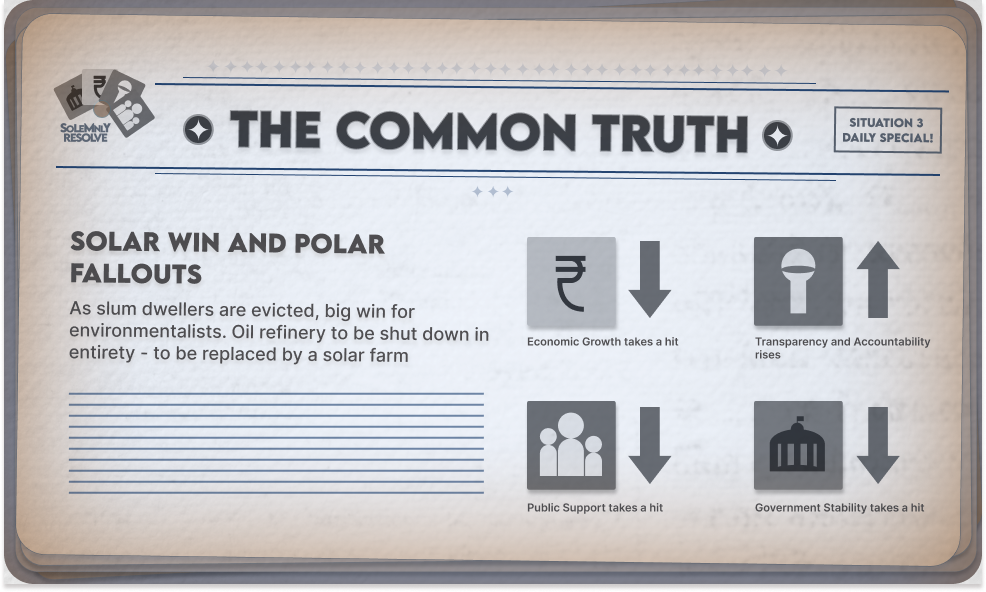 SOLEMNLY
RESOLVE
THE COMMON TRUTH
SITUATION 3
DAILY SPECIAL!
SOLAR WIN AND POLAR
FALLOUTS
As slum dwellers are evicted, big win for
environmentalists. Oil refinery to be shut down in
entirety - to be replaced by a solar farm
₹
₹
Economic Growth takes a hit
Transparency and Accountability
rises
Public Support takes a hit
Government Stability takes a hit